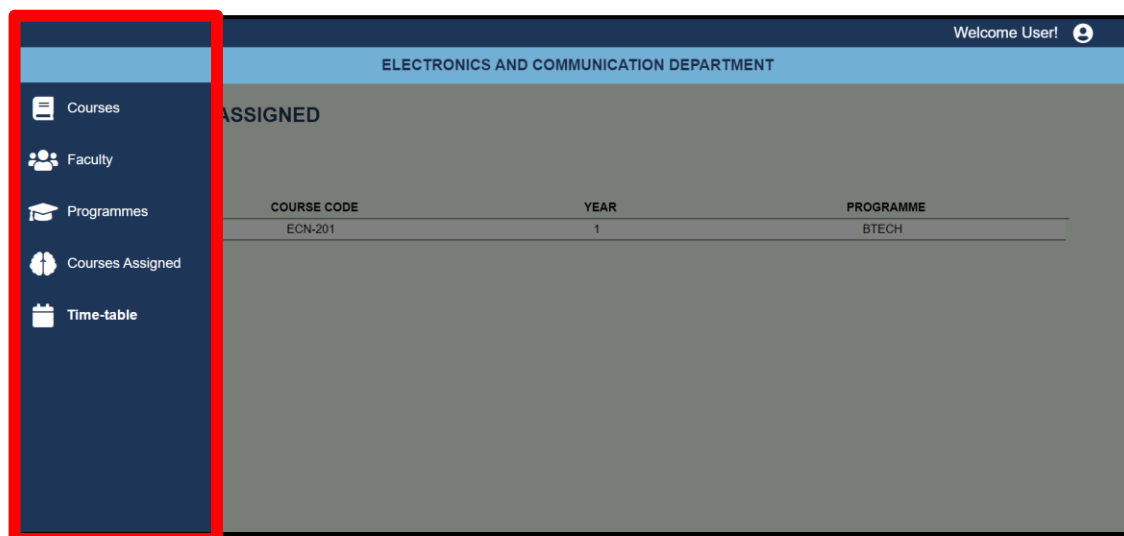 Welcome User!
ELECTRONICS AND COMMUNICATION DEPARTMENT
Courses
Faculty
Programmes
Courses Assigned
Time-table
ASSIGNED
COURSE CODE YEAR PROGRAMME
ECN-201 1 BTECH